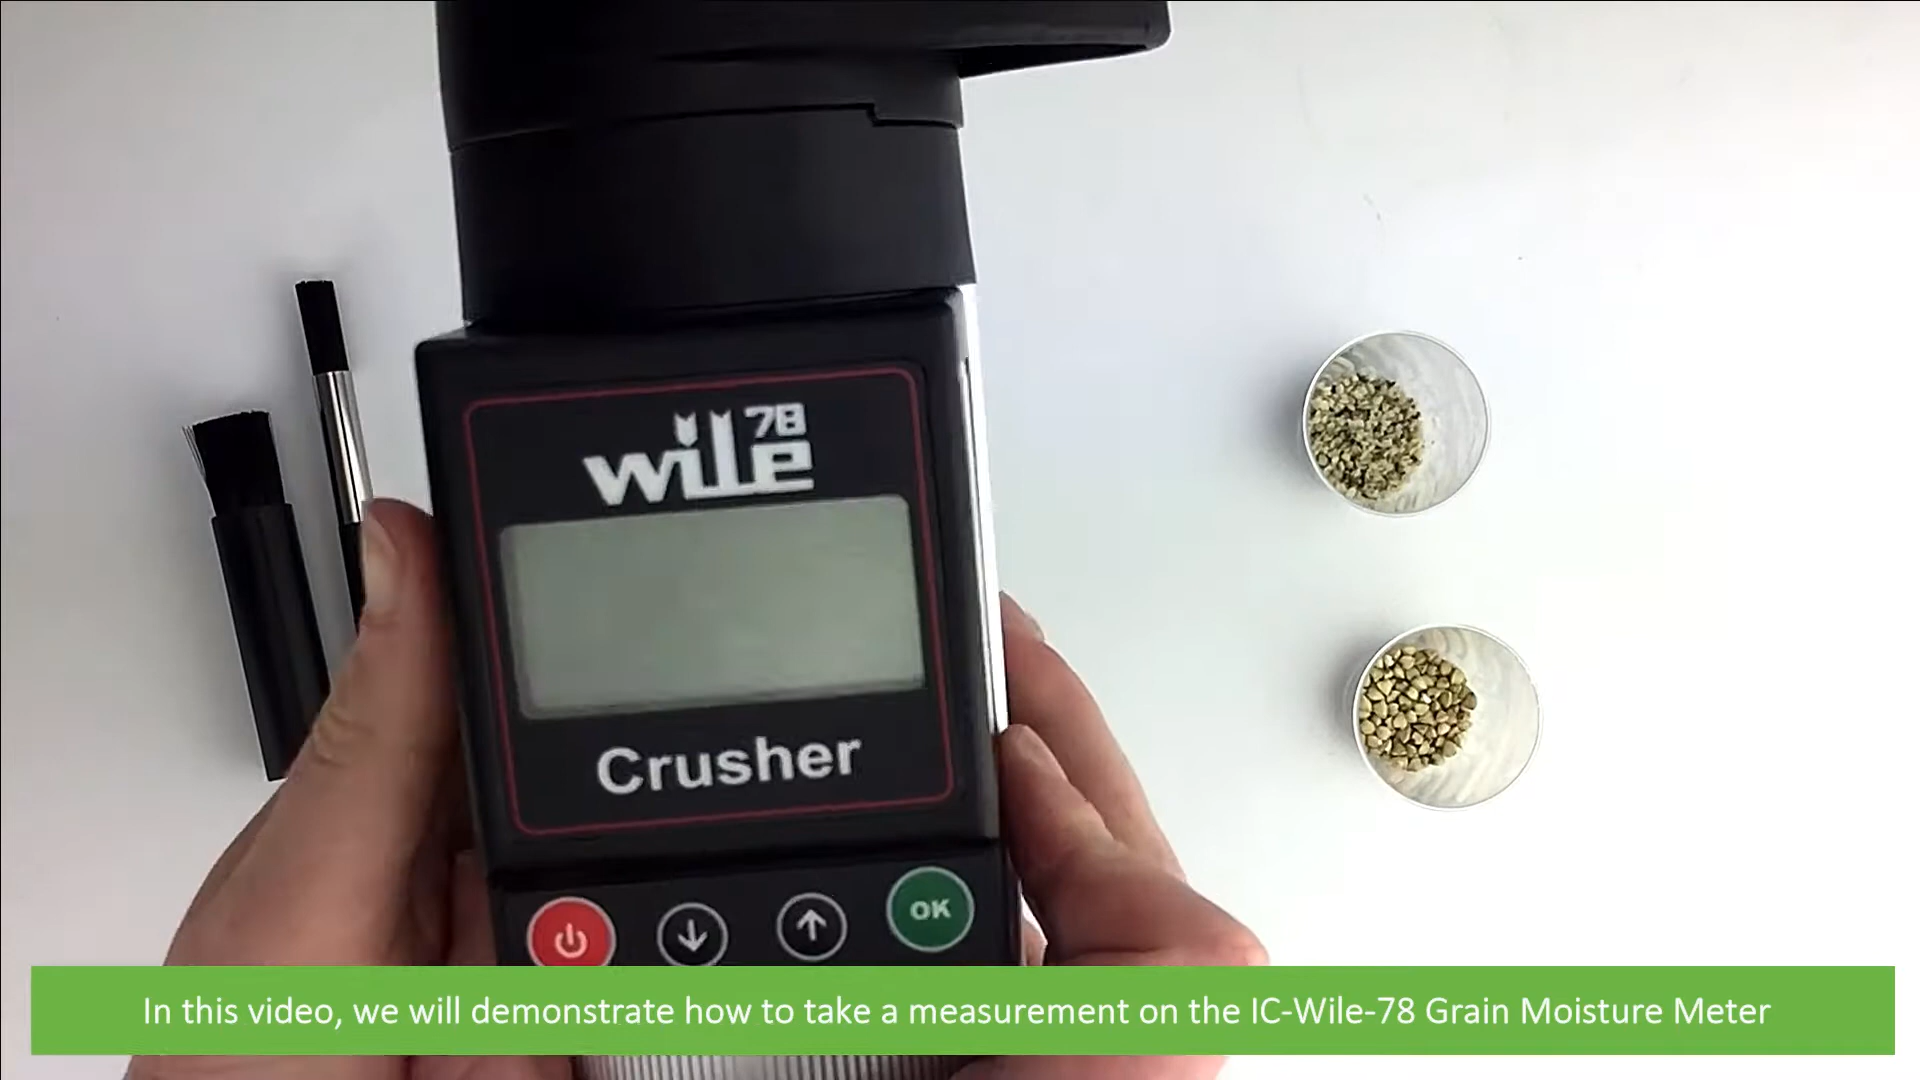 wile 78
Crusher
OK
In this video, we will demonstrate how to take a measurement on the IC-Wile-78 Grain Moisture Meter